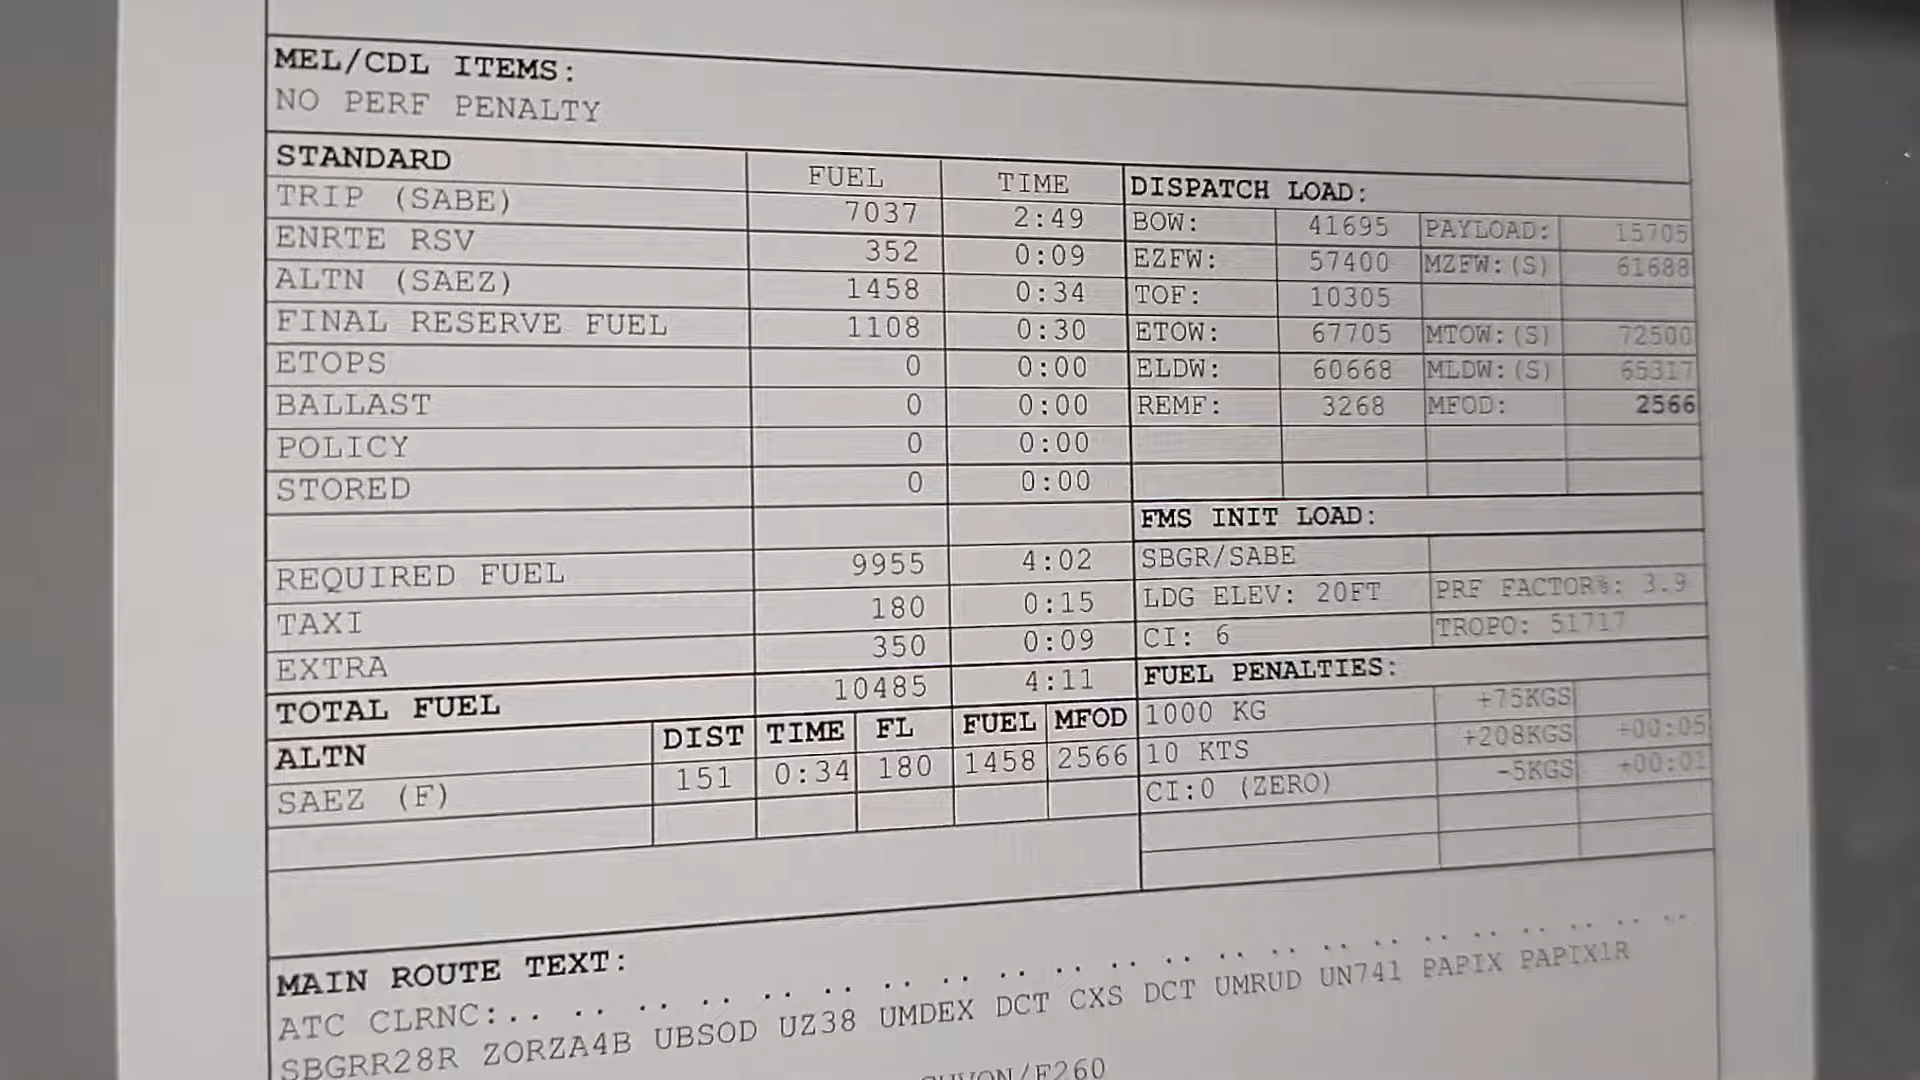 MEL/CDL ITEMS:
NO PERF PENALTY
STANDARD FUEL TIME
TRIP (SABE) 7037 2:49
ENRTE RSV 352 0:09
ALTN (SAEZ) 1458 0:34
FINAL RESERVE FUEL 1108 0:30
ETOPS 0 0:00
BALLAST 0 0:00
POLICY 0 0:00
STORED 0 0:00
REQUIRED FUEL 9955 4:02
TAXI 180 0:15
EXTRA 350 0:09
TOTAL FUEL 10485 4:11
ALTN DIST TIME FL FUEL MFOD
SAEZ (F) 151 0:34 180 1458 2566
DISPATCH LOAD:
BOW: 41695 PAYLOAD: 15705
EZFW: 57400 MZFW:(S) 61688
TOF: 10305
ETOW: 67705 MTOW:(S) 72500
ELDW: 60668 MLDW:(S) 65317
REMF: 3268 MFOD: 2566
FMS INIT LOAD:
SBGR/SABE
LDG ELEV: 20FT PRF FACTOR%: 3.9
CI: 6 TROPO: 51717
FUEL PENALTIES:
1000 KG +75KGS
10 KTS +208KGS +00:05
CI:0 (ZERO) -5KGS +00:01
MAIN ROUTE TEXT:
ATC CLRNC:.. .. .. .. .. .. .. .. .. .. .. .. .. .. .. .. .. .. .. .. ..
SBGRR28R ZORZA4B UBSOD UZ38 UMDEX DCT CXS DCT UMRUD UN741 PAPIX PAPIX1R